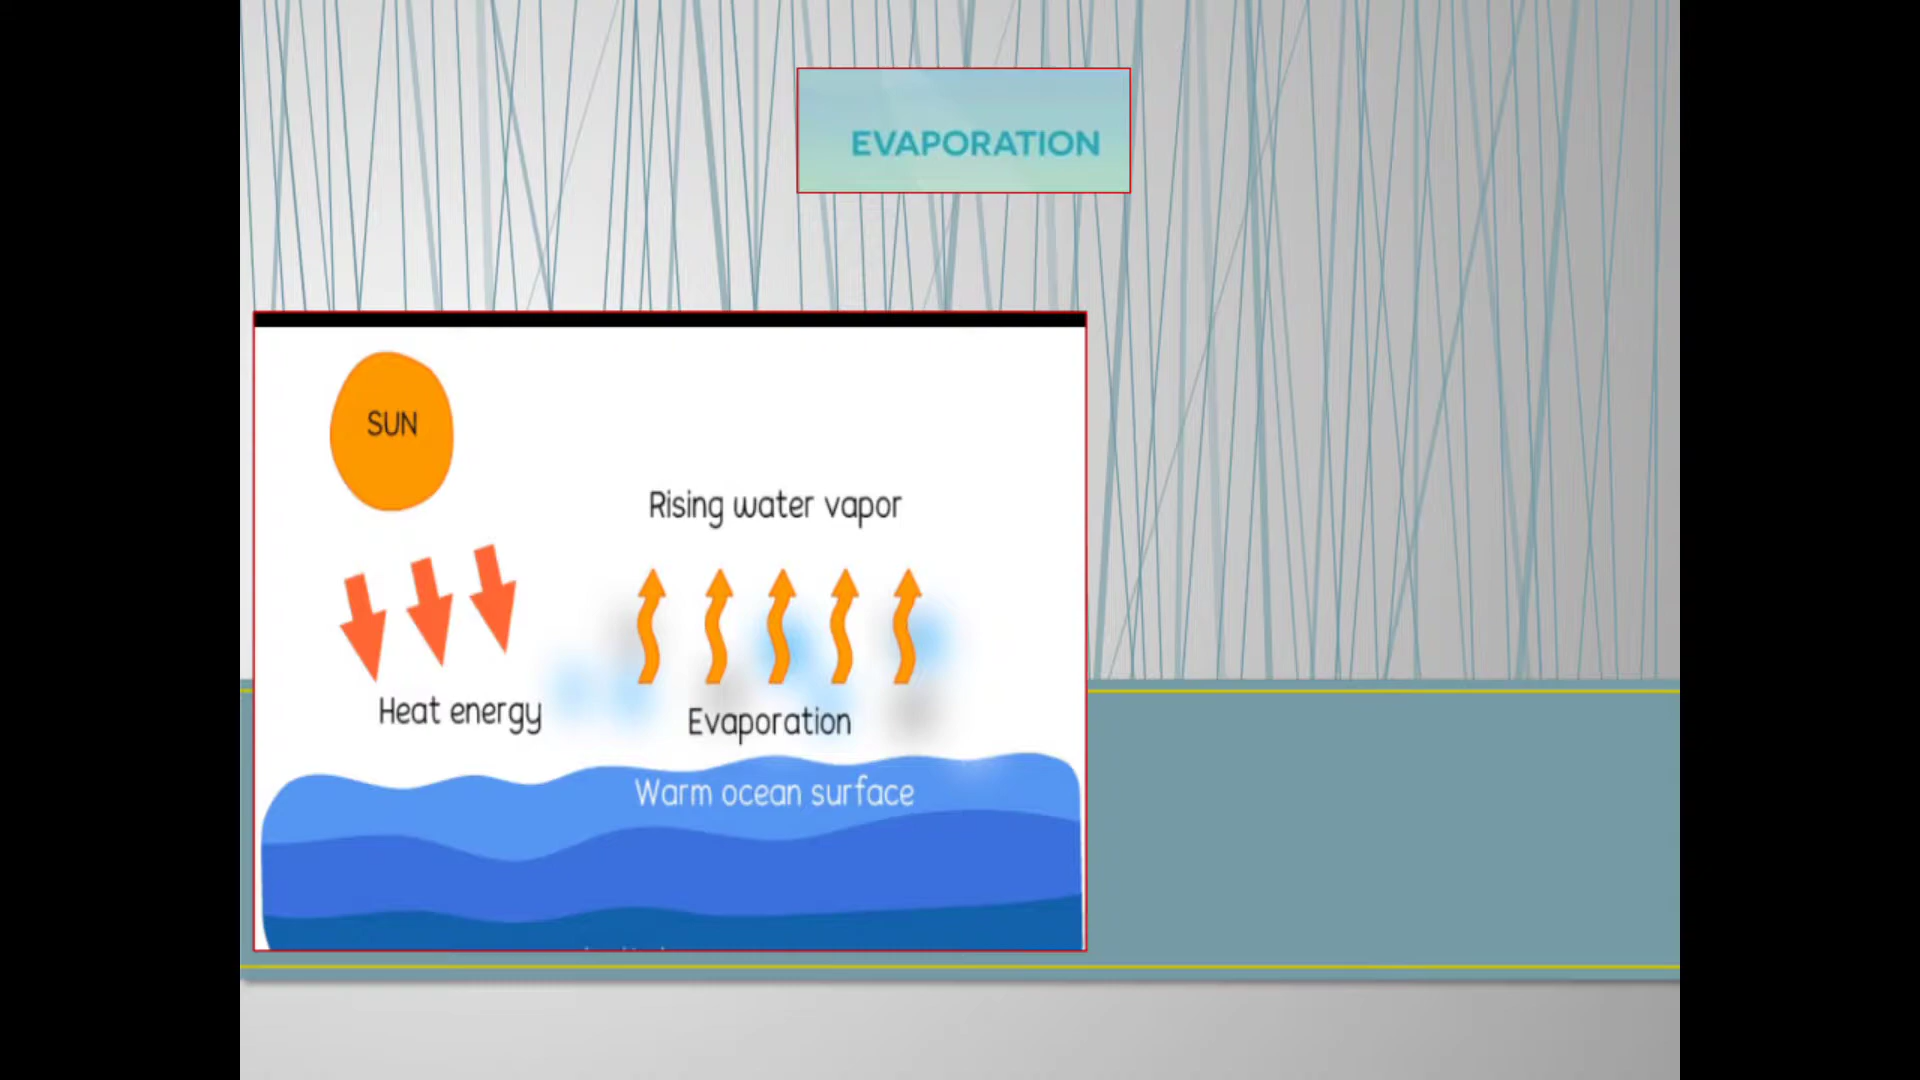 EVAPORATION
SUN
Rising water vapor
Heat energy
Evaporation
Warm ocean surface